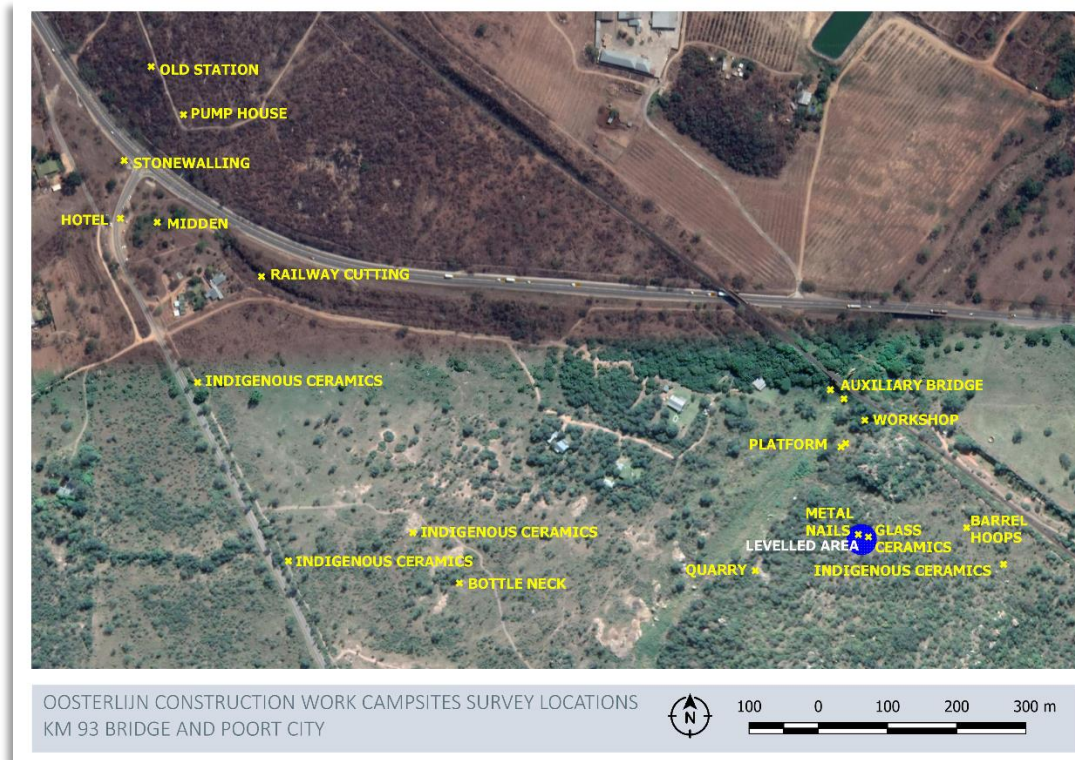 OLD STATION
PUMP HOUSE
STONEWALLING
HOTEL
MIDDEN
RAILWAY CUTTING
INDIGENOUS CERAMICS
AUXILIARY BRIDGE
WORKSHOP
PLATFORM
METAL
NAILS
GLASS
CERAMICS
LEVELLED AREA
BARREL
HOOPS
INDIGENOUS CERAMICS
INDIGENOUS CERAMICS
INDIGENOUS CERAMICS
QUARRY
BOTTLE NECK
OOSTERLIJN CONSTRUCTION WORK CAMPSITES SURVEY LOCATIONS
KM 93 BRIDGE AND POORT CITY
N
100 0 100 200 300 m